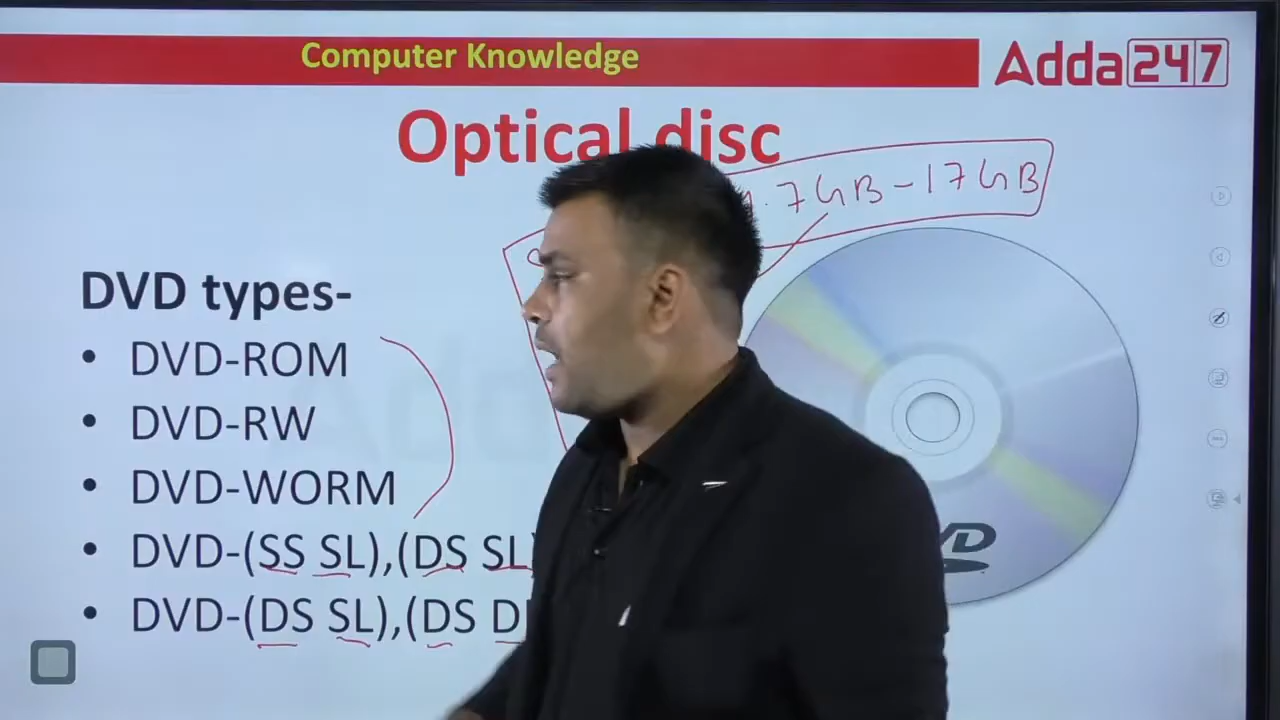 Computer Knowledge
Adda247
Optical disc
.7GB-17GB
DVD types-
• DVD-ROM
• DVD-RW
• DVD-WORM
• DVD-(SS SL),(DS SL)
• DVD-(DS SL),(DS D